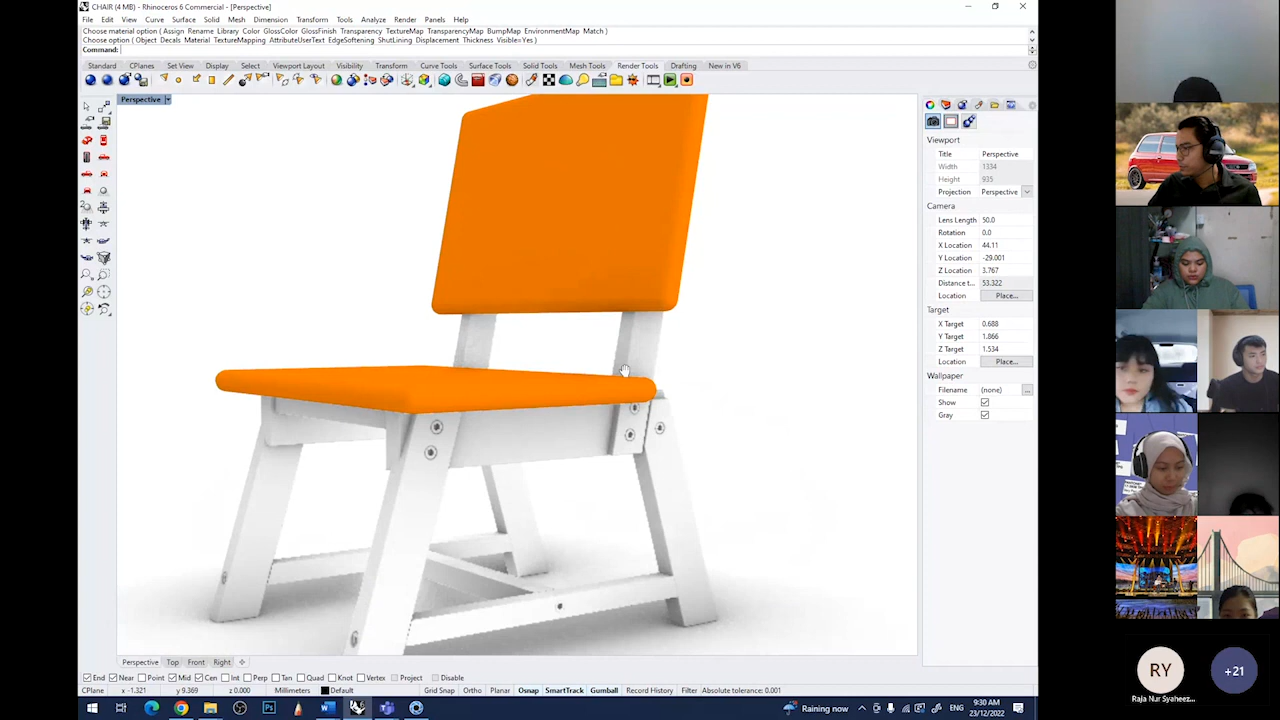 CHAIR (4 MB) - Rhinoceros 6 Commercial - [Perspective]
File Edit View Curve Surface Solid Mesh Dimension Transform Tools Analyze Render Panels Help
Choose material option ( Assign Rename Library Color GlossColor GlossFinish Transparency TextureMap TransparencyMap BumpMap EnvironmentMap Match )
Choose option ( Object Decals Material TextureMapping AttributeUserText EdgeSoftening ShutLining Displacement Thickness Visible=Yes )
Command:
Standard CPlanes Set View Display Select Viewport Layout Visibility Transform Curve Tools Surface Tools Solid Tools Mesh Tools Render Tools Drafting New in V6
Perspective
Viewport
Title Perspective
Width 1334
Height 935
Projection Perspective
Camera
Lens Length 50.0
Rotation 0.0
X Location 44.11
Y Location -29.001
Z Location 3.767
Distance t... 53.322
Location Place...
Target
X Target 0.688
Y Target 1.866
Z Target 1.534
Location Place...
Wallpaper
Filename (none) ...
Show
Gray
Perspective Top Front Right
End Near Point Mid Cen Int Perp Tan Quad Knot Vertex Project Disable
CPlane x -1.321 y 9.369 z 0.000 Millimeters Default Grid Snap Ortho Planar Osnap SmartTrack Gumball Record History Filter Absolute tolerance: 0.001
Raining now ENG 9:30 AM
23/12/2022
RY
Raja Nur Syaheez...
+21